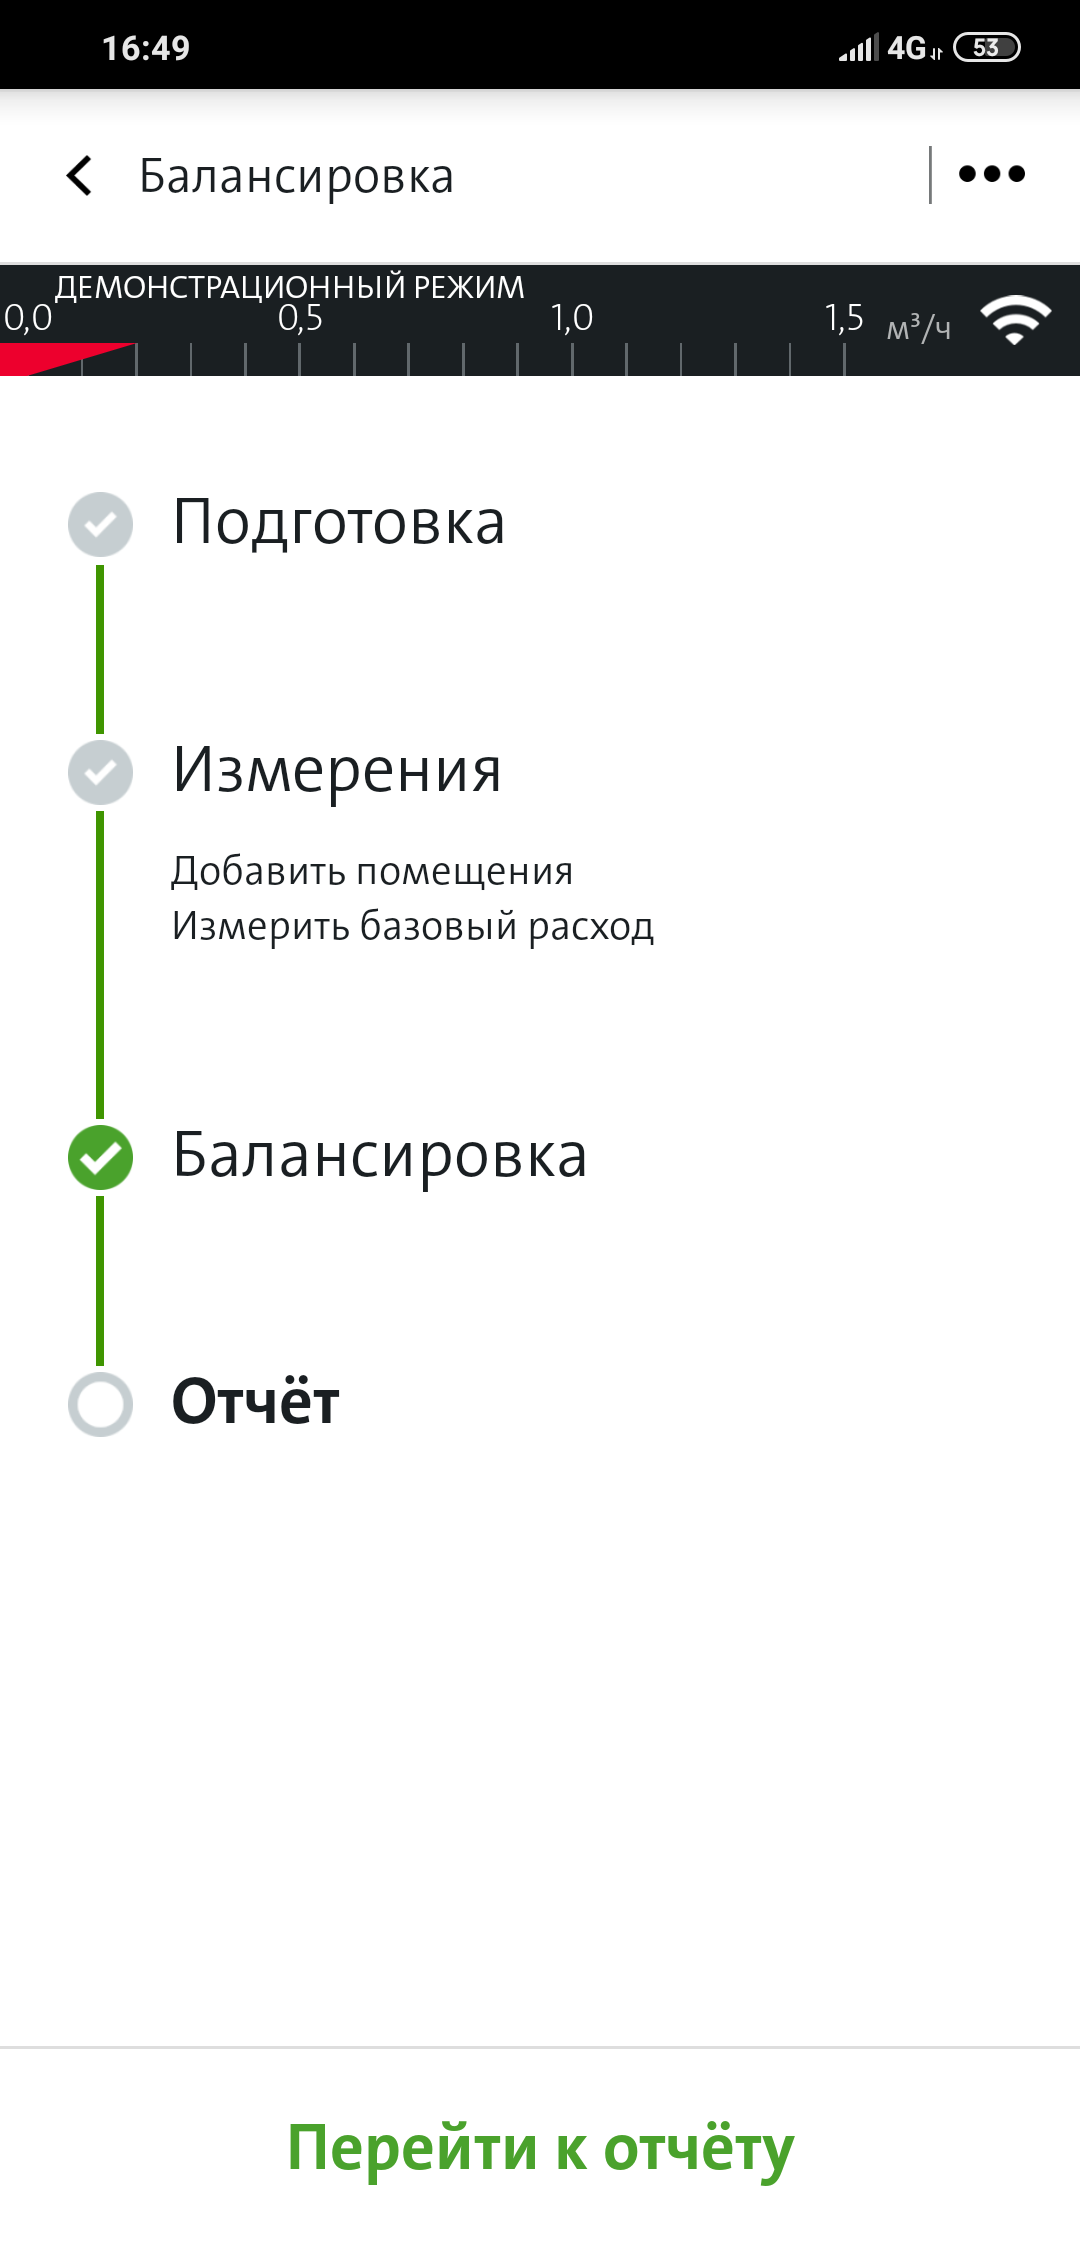 16:49
4G
53
Балансировка
ДЕМОНСТРАЦИОННЫЙ РЕЖИМ
0,0 0,5 1,0 1,5 м³/ч
Подготовка
Измерения
Добавить помещения
Измерить базовый расход
Балансировка
Отчёт
Перейти к отчёту